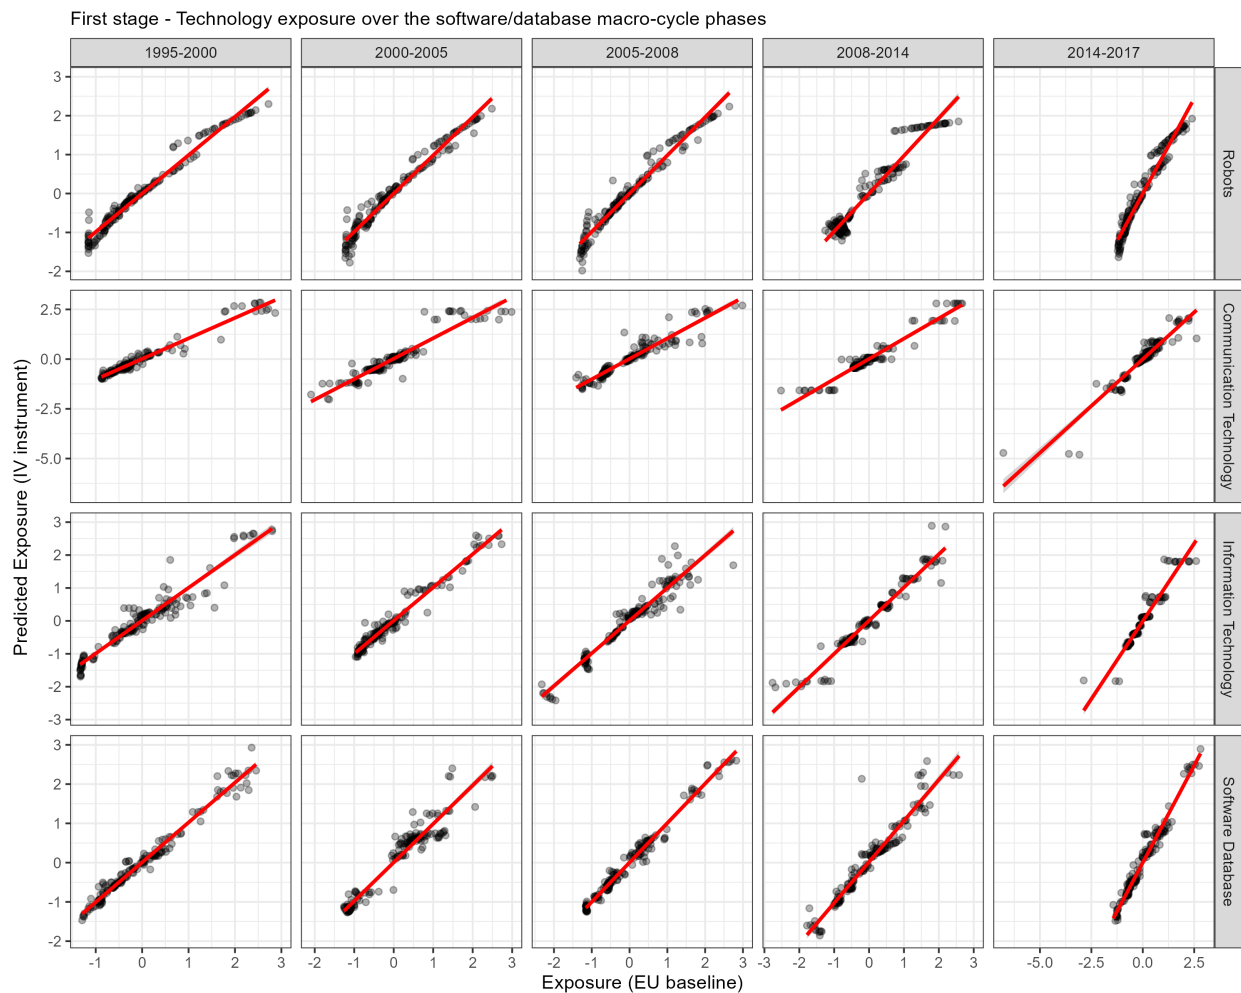 First stage - Technology exposure over the software/database macro-cycle phases
1995-2000 2000-2005 2005-2008 2008-2014 2014-2017
Predicted Exposure (IV instrument)
3
2
1
0
-1
-2
Robots
2.5
0.0
-2.5
-5.0
Communication Technology
3
2
1
0
-1
-2
-3
Information Technology
3
2
1
0
-1
-2
Software Database
-1 0 1 2 3 -2 -1 0 1 2 3 -2 -1 0 1 2 3 -3 -2 -1 0 1 2 3 -5.0 -2.5 0.0 2.5
Exposure (EU baseline)